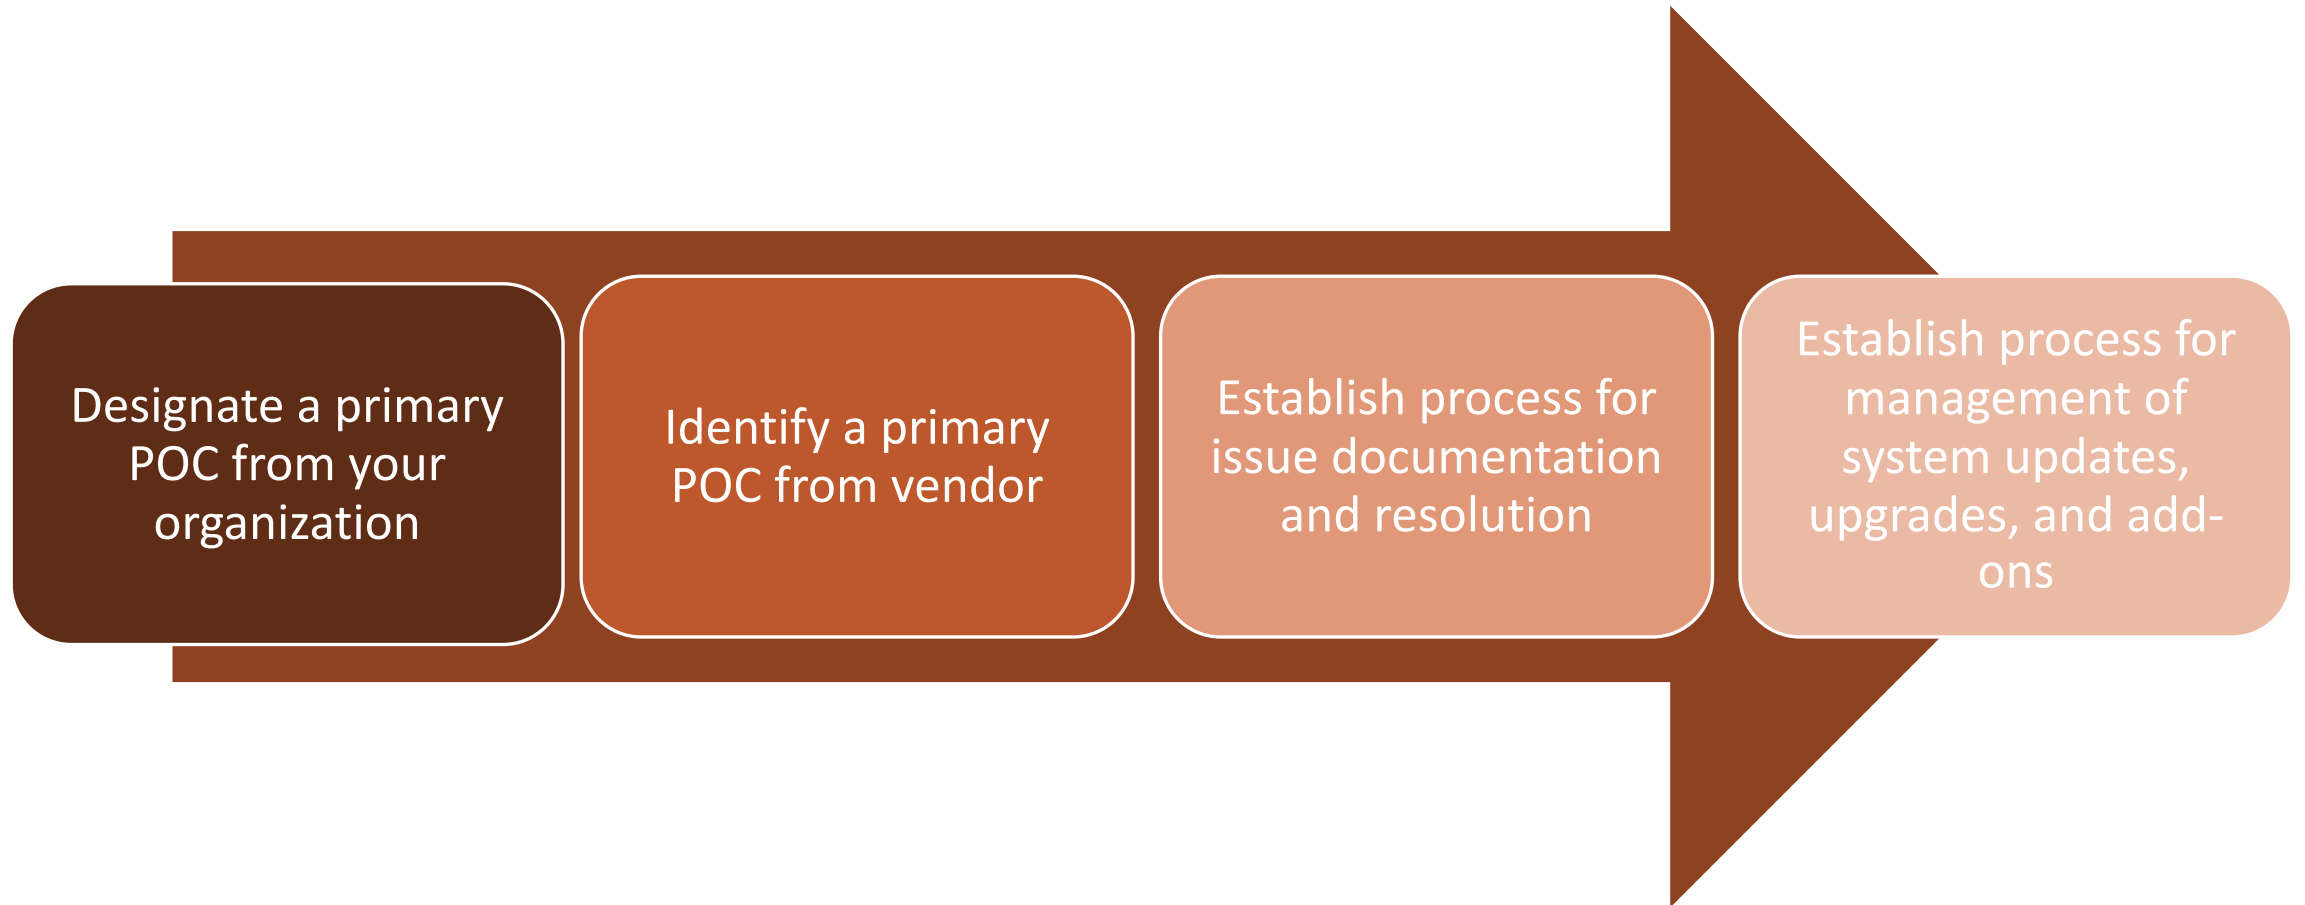 Designate a primary
POC from your
organization
Identify a primary
POC from vendor
Establish process for
issue documentation
and resolution
Establish process for
management of
system updates,
upgrades, and add-
ons